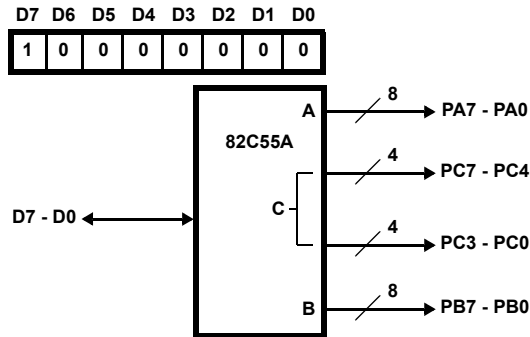 D7 D6 D5 D4 D3 D2 D1 D0
1 0 0 0 0 0 0 0
A 8 PA7 - PA0
82C55A
4 PC7 - PC4
C
D7 - D0
4 PC3 - PC0
B 8 PB7 - PB0